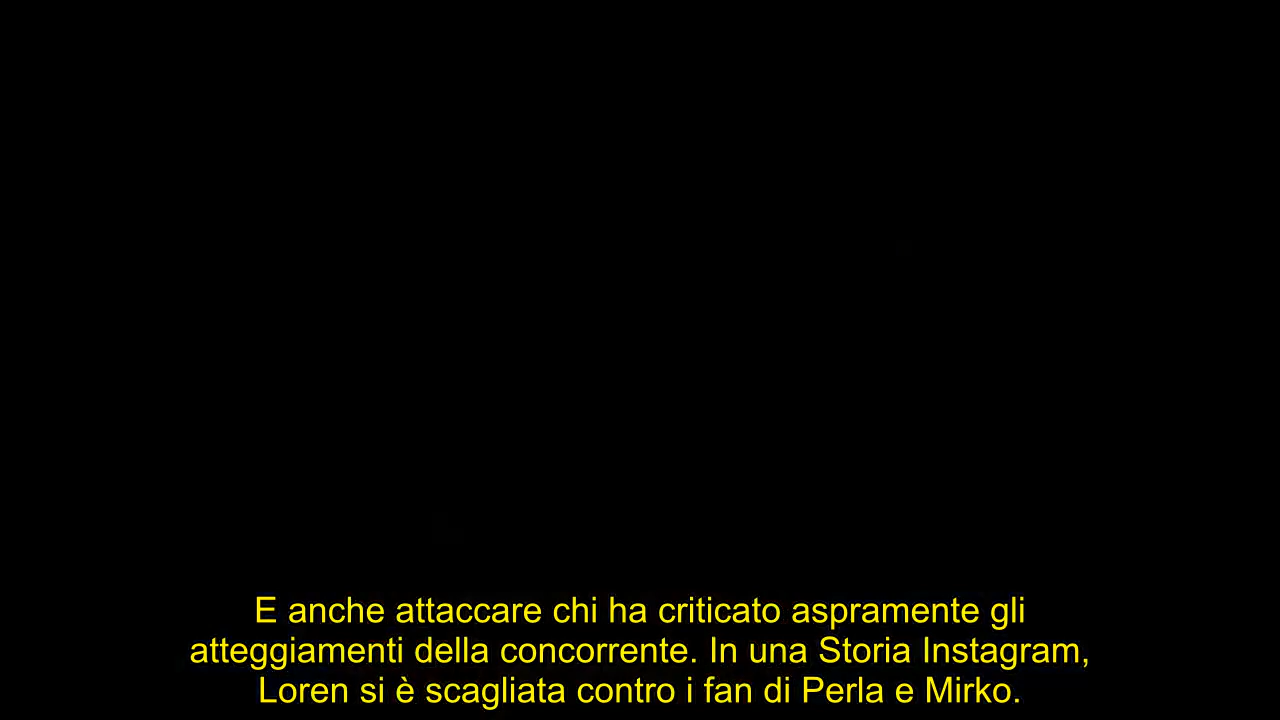 E anche attaccare chi ha criticato aspramente gli
atteggiamenti della concorrente. In una Storia Instagram,
Loren si è scagliata contro i fan di Perla e Mirko.